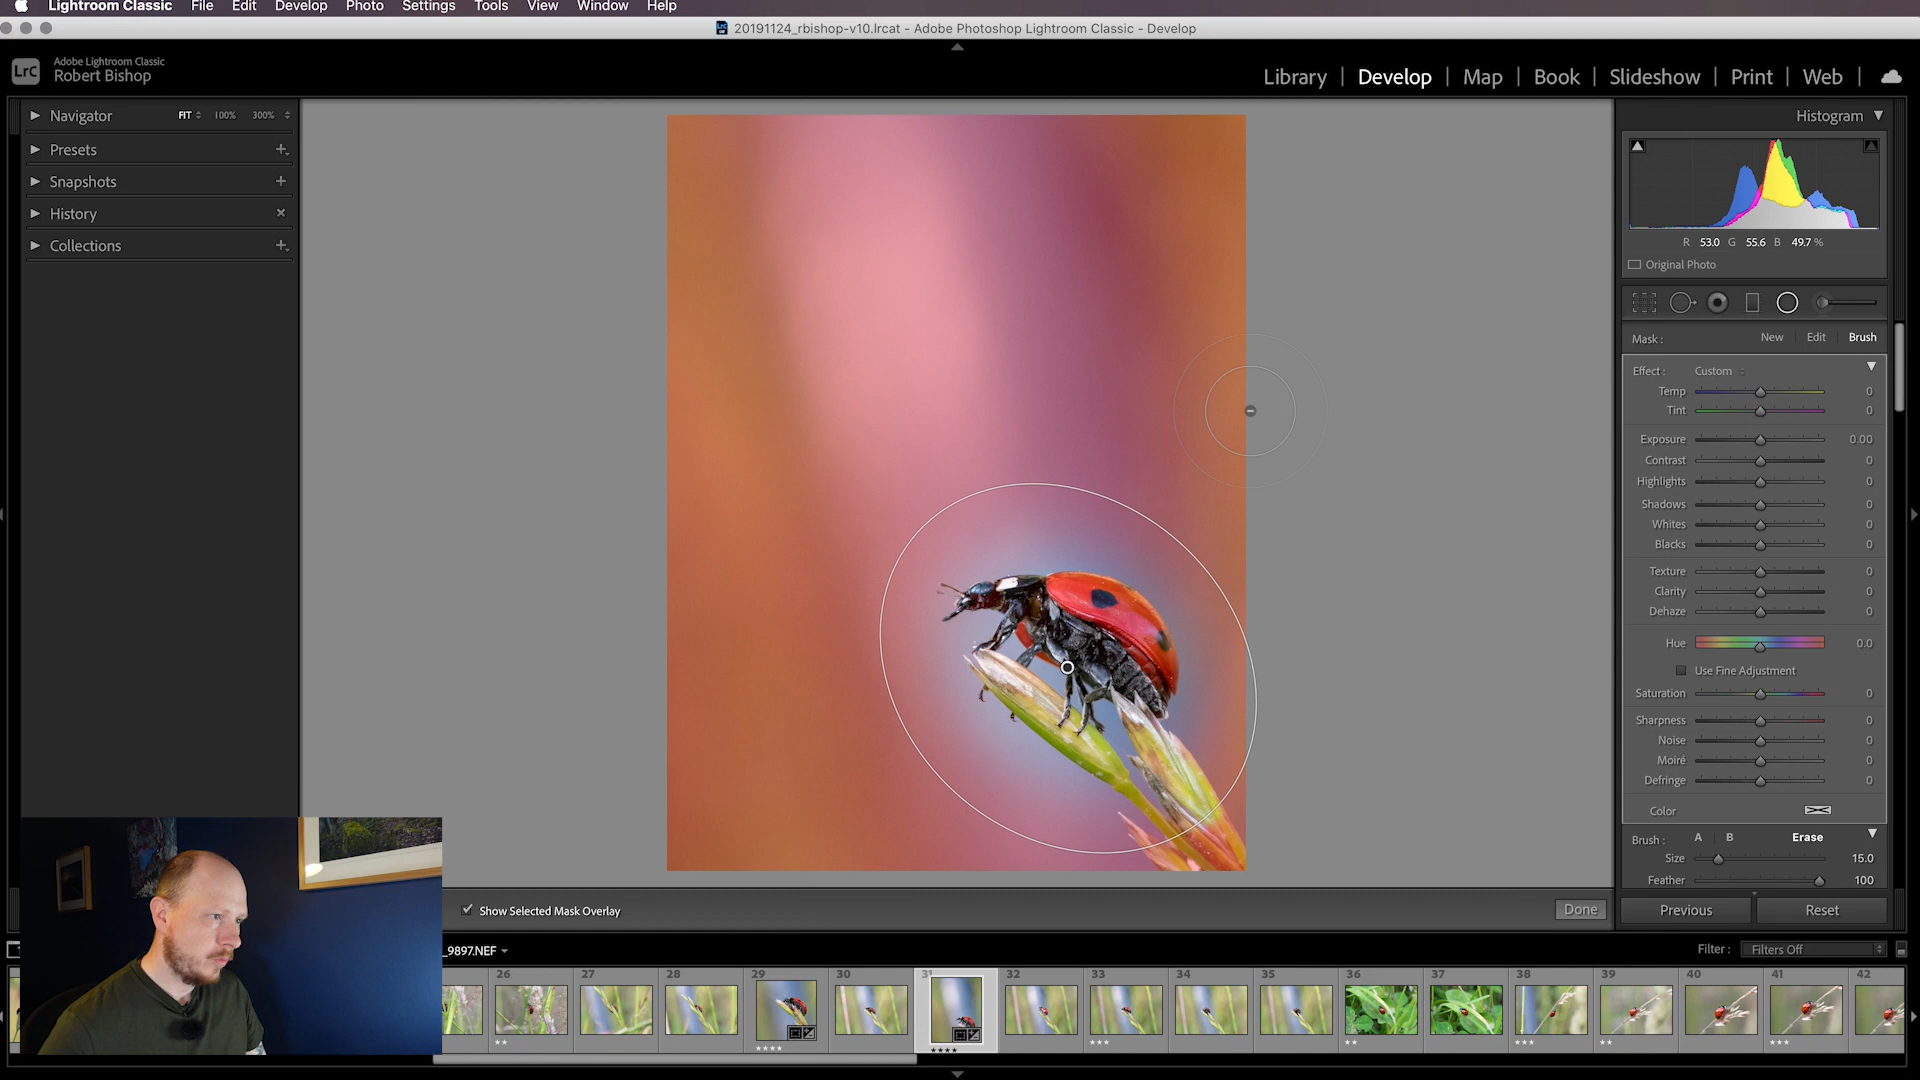 Lightroom Classic File Edit Develop Photo Settings Tools View Window Help
20191124_rbishop-v10.lrcat - Adobe Photoshop Lightroom Classic - Develop
LrC
Adobe Lightroom Classic
Robert Bishop
Library | Develop | Map | Book | Slideshow | Print | Web |
Navigator FIT 100% 300%
Presets
Snapshots
History
Collections
Histogram
R 53.0 G 55.6 B 49.7 %
Original Photo
Mask : New Edit Brush
Effect : Custom
Temp 0
Tint 0
Exposure 0.00
Contrast 0
Highlights 0
Shadows 0
Whites 0
Blacks 0
Texture 0
Clarity 0
Dehaze 0
Hue 0.0
Use Fine Adjustment
Saturation 0
Sharpness 0
Noise 0
Moiré 0
Defringe 0
Color
Brush : A B Erase
Size 15.0
Feather 100
Show Selected Mask Overlay
Done
Previous
Reset
_9897.NEF
Filter : Filters Off
26 27 28 29 30 31 32 33 34 35 36 37 38 39 40 41 42